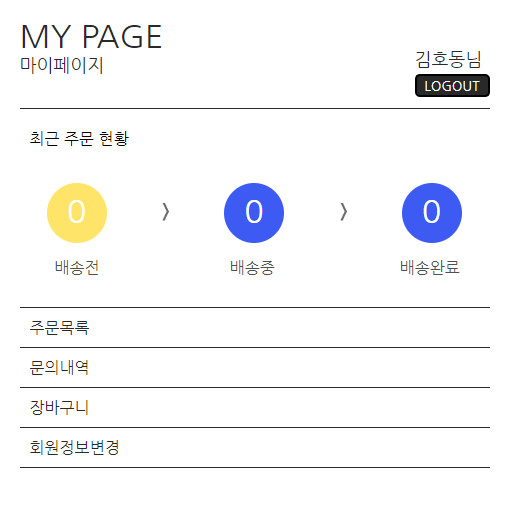 MY PAGE
마이페이지
김호동님
LOGOUT
최근 주문 현황
0 > 0 > 0
배송전 배송중 배송완료
주문목록
문의내역
장바구니
회원정보변경